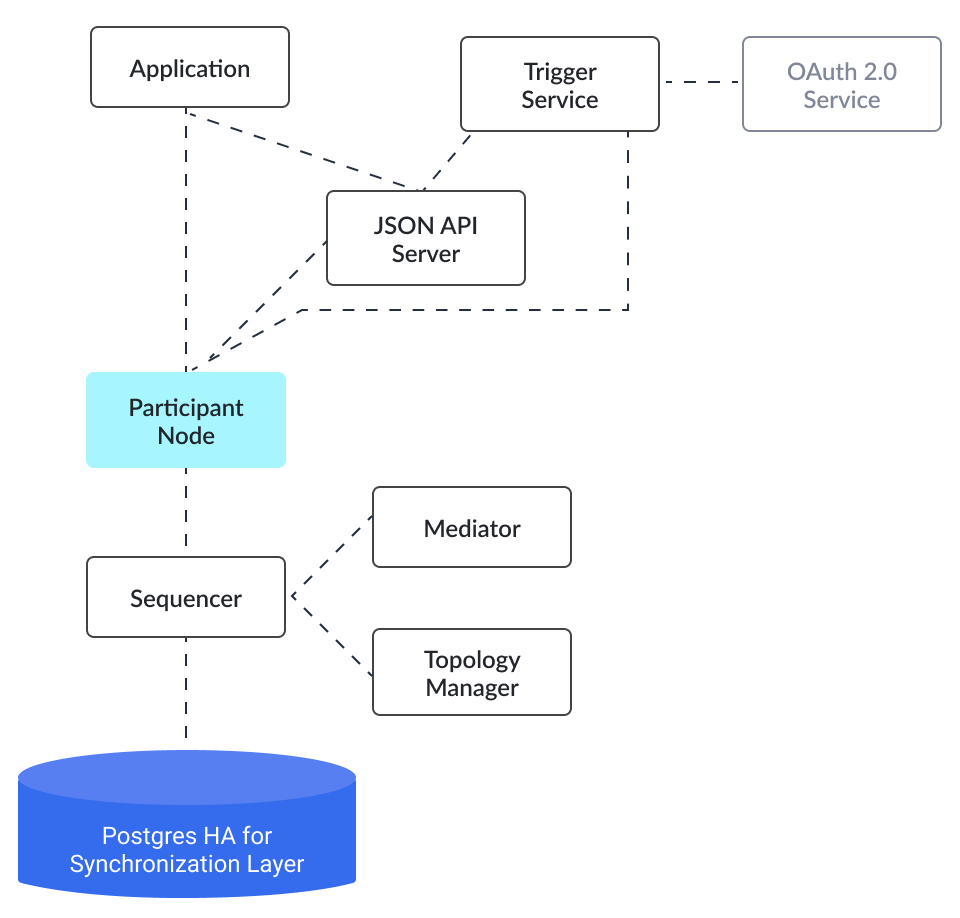 Application
Trigger
Service
OAuth 2.0
Service
JSON API
Server
Participant
Node
Mediator
Sequencer
Topology
Manager
Postgres HA for
Synchronization Layer